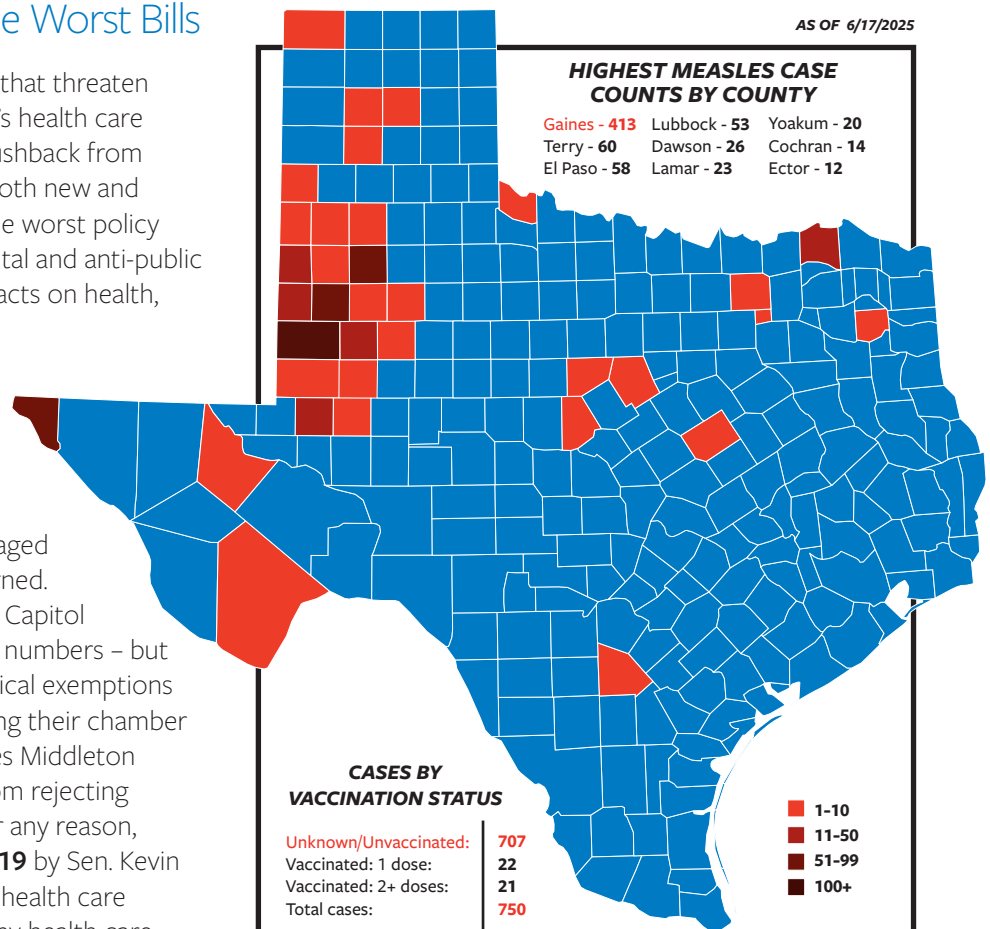 e Worst Bills
that threaten
's health care
ushback from
oth new and
e worst policy
tal and anti-public
acts on health,
aged
rned.
Capitol
numbers – but
ical exemptions
ng their chamber
es Middleton
om rejecting
r any reason,
19 by Sen. Kevin
health care
ny health care
AS OF 6/17/2025
HIGHEST MEASLES CASE
COUNTS BY COUNTY
Gaines - 413 Lubbock - 53 Yoakum - 20
Terry - 60 Dawson - 26 Cochran - 14
El Paso - 58 Lamar - 23 Ector - 12
CASES BY
VACCINATION STATUS
Unknown/Unvaccinated: 707
Vaccinated: 1 dose: 22
Vaccinated: 2+ doses: 21
Total cases: 750
1-10
11-50
51-99
100+